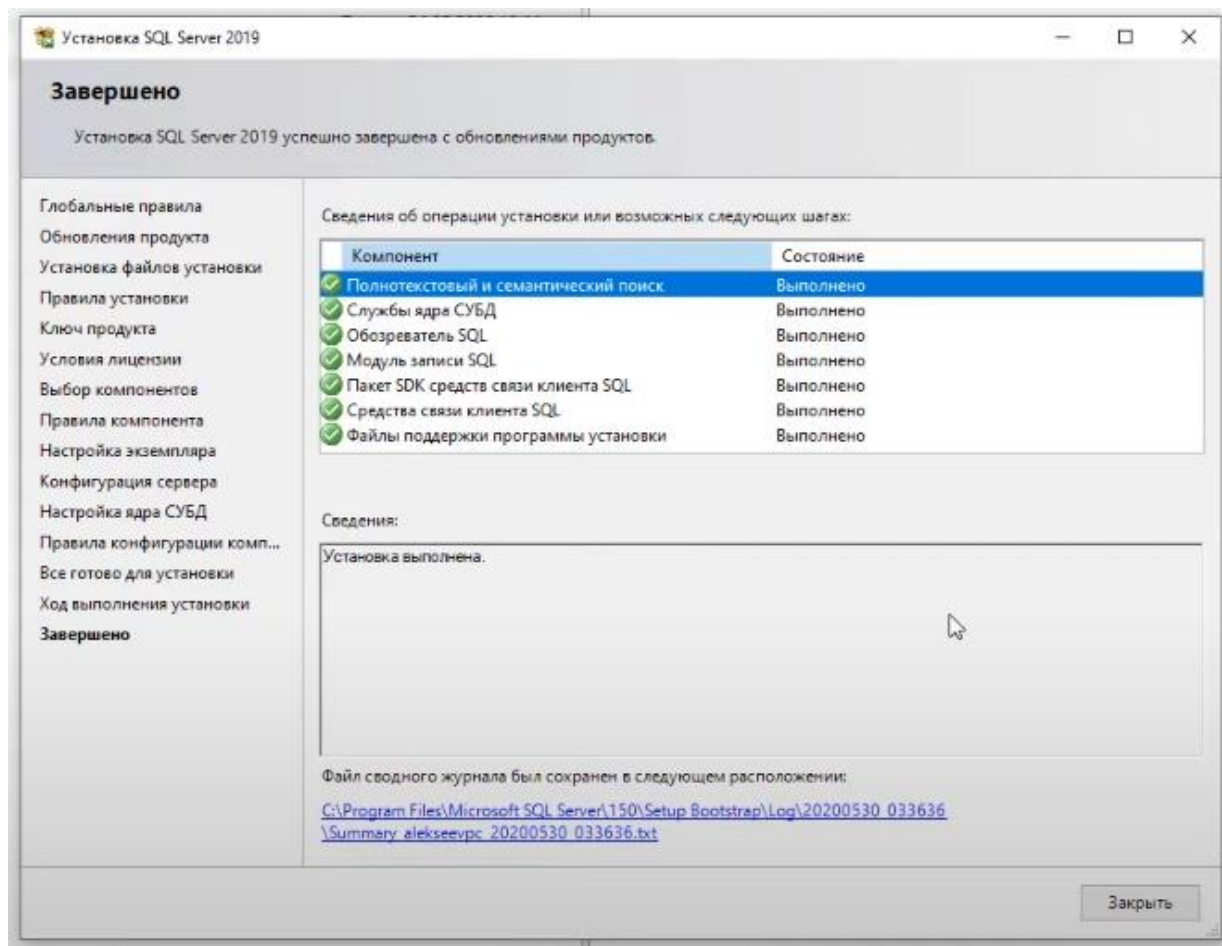 Установка SQL Server 2019
Завершено
Установка SQL Server 2019 успешно завершена с обновлениями продуктов.
Глобальные правила
Обновления продукта
Установка файлов установки
Правила установки
Ключ продукта
Условия лицензии
Выбор компонентов
Правила компонента
Настройка экземпляра
Конфигурация сервера
Настройка ядра СУБД
Правила конфигурации комп...
Все готово для установки
Ход выполнения установки
Завершено
Сведения об операции установки или возможных следующих шагах:
Компонент Состояние
Полнотекстовый и семантический поиск Выполнено
Службы ядра СУБД Выполнено
Обозреватель SQL Выполнено
Модуль записи SQL Выполнено
Пакет SDK средств связи клиента SQL Выполнено
Средства связи клиента SQL Выполнено
Файлы поддержки программы установки Выполнено
Сведения:
Установка выполнена.
Файл сводного журнала был сохранен в следующем расположении:
C:\Program Files\Microsoft SQL Server\150\Setup Bootstrap\Log\20200530_033636
\Summary_alekseevpc_20200530_033636.txt
Закрыть